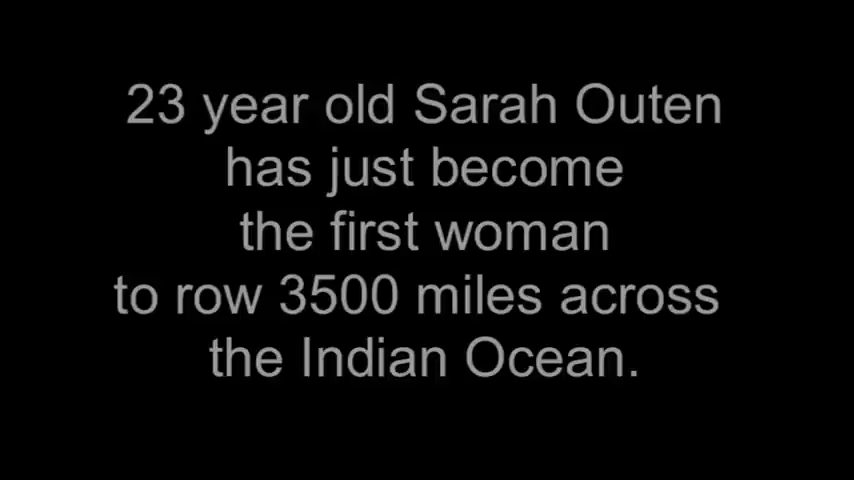 23 year old Sarah Outen
has just become
the first woman
to row 3500 miles across
the Indian Ocean.